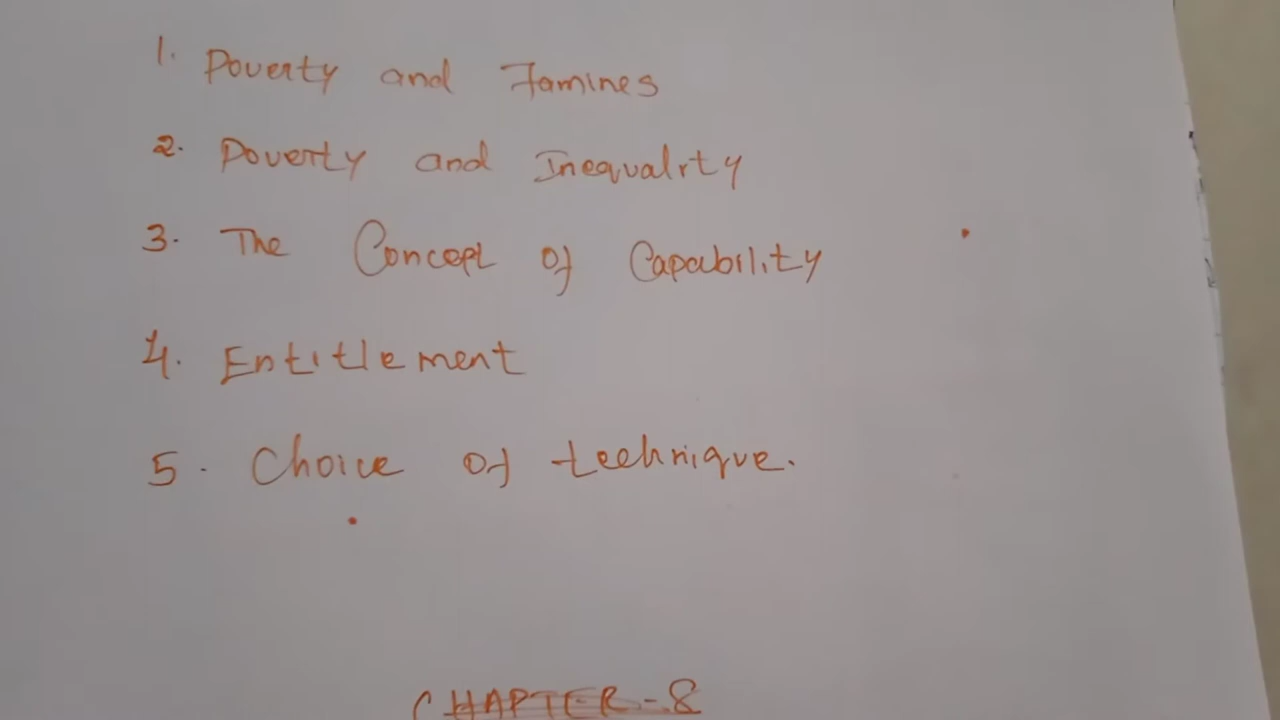 1. Poverty and Famines
2. Poverty and Inequality
3. The Concept of Capability
4. Entitlement
5. Choice of technique.
CHAPTER-8